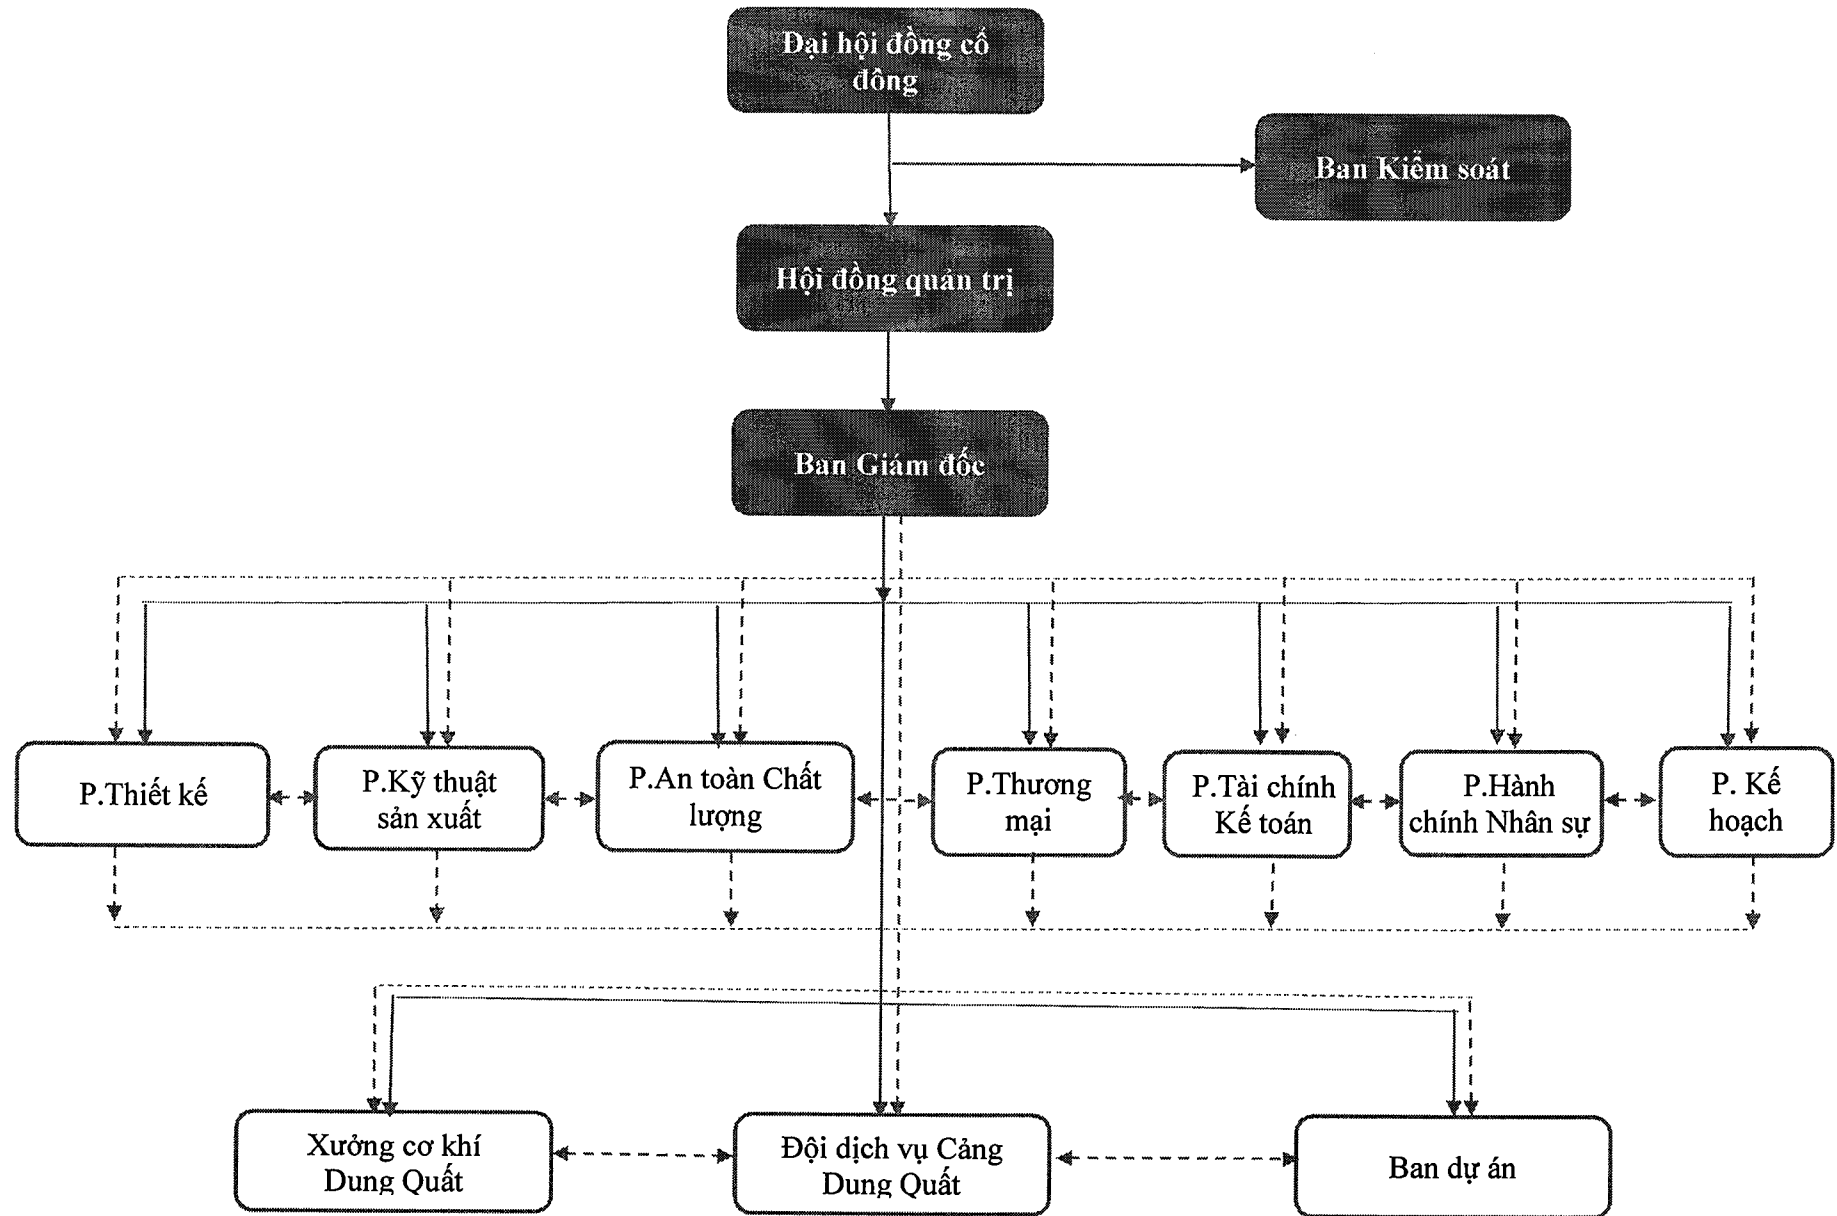 Đại hội đồng cổ
đông
Ban Kiểm soát
Hội đồng quản trị
Ban Giám đốc
P.Thiết kế
P.Kỹ thuật
sản xuất
P.An toàn Chất
lượng
P.Thương
mại
P.Tài chính
Kế toán
P.Hành
chính Nhân sự
P. Kế
hoạch
Xưởng cơ khí
Dung Quất
Đội dịch vụ Cảng
Dung Quất
Ban dự án